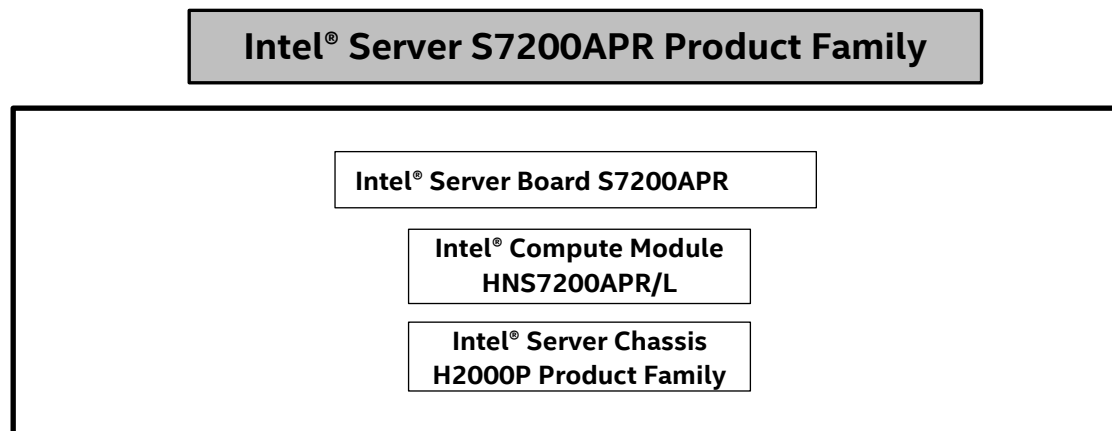 Intel® Server S7200APR Product Family
Intel® Server Board S7200APR
Intel® Compute Module
HNS7200APR/L
Intel® Server Chassis
H2000P Product Family